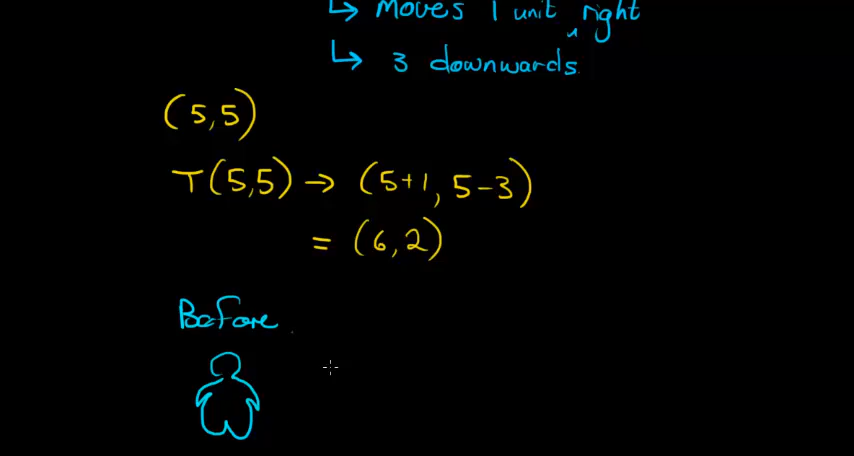 ↳ Moves 1 unit right
↳ 3 downwards.
(5,5)
T(5,5) → (5+1, 5-3)
= (6,2)
Before